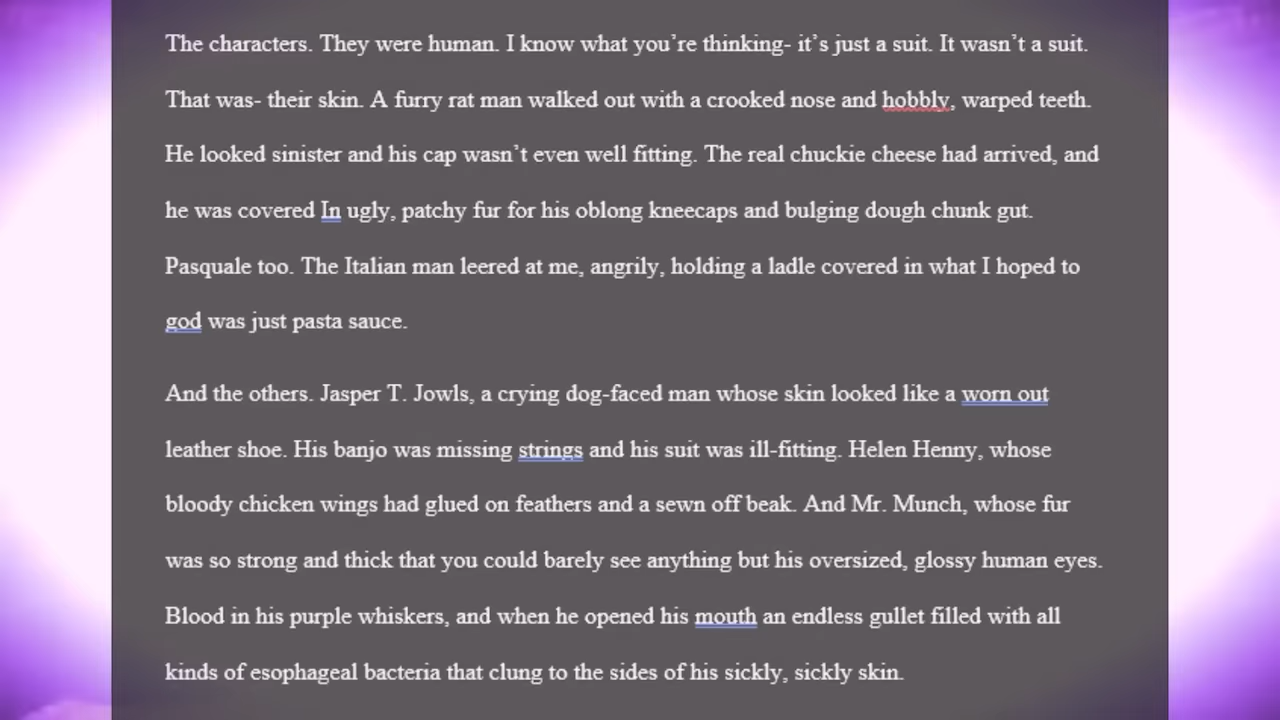 The characters. They were human. I know what you’re thinking- it’s just a suit. It wasn’t a suit.
That was- their skin. A furry rat man walked out with a crooked nose and hobbly, warped teeth.
He looked sinister and his cap wasn’t even well fitting. The real chuckie cheese had arrived, and
he was covered In ugly, patchy fur for his oblong kneecaps and bulging dough chunk gut.
Pasquale too. The Italian man leered at me, angrily, holding a ladle covered in what I hoped to
god was just pasta sauce.
And the others. Jasper T. Jowls, a crying dog-faced man whose skin looked like a worn out
leather shoe. His banjo was missing strings and his suit was ill-fitting. Helen Henny, whose
bloody chicken wings had glued on feathers and a sewn off beak. And Mr. Munch, whose fur
was so strong and thick that you could barely see anything but his oversized, glossy human eyes.
Blood in his purple whiskers, and when he opened his mouth an endless gullet filled with all
kinds of esophageal bacteria that clung to the sides of his sickly, sickly skin.